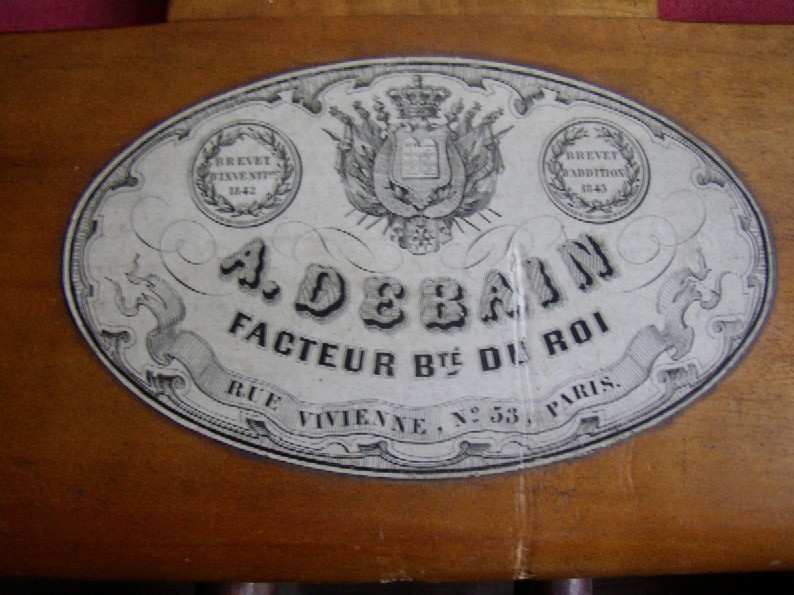 BREVET
D'INVENTION
1842
BREVET
D'ADDITION
1843
A. DEBAIN
FACTEUR BTÉ DU ROI
RUE VIVIENNE, No 53, PARIS.